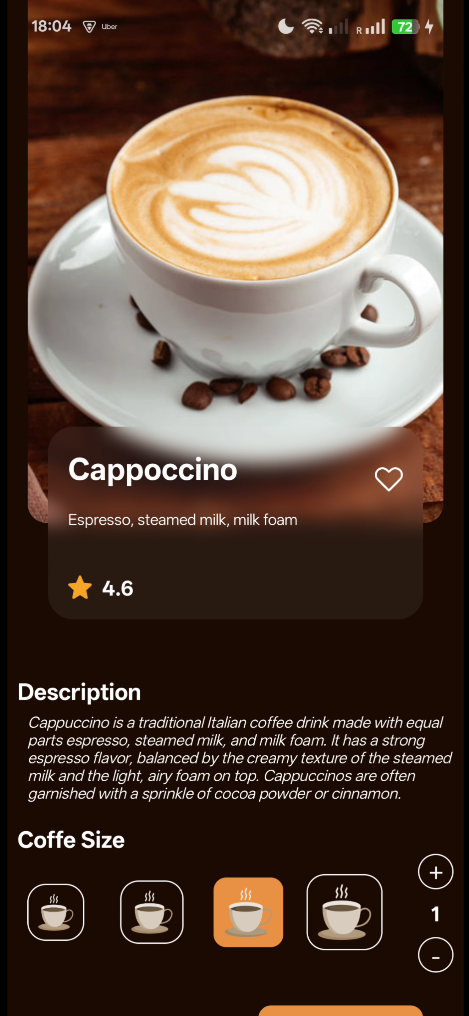 18:04 Uber R 72
Cappoccino
Espresso, steamed milk, milk foam
4.6
Description
Cappuccino is a traditional Italian coffee drink made with equal
parts espresso, steamed milk, and milk foam. It has a strong
espresso flavor, balanced by the creamy texture of the steamed
milk and the light, airy foam on top. Cappuccinos are often
garnished with a sprinkle of cocoa powder or cinnamon.
Coffe Size
+
1
-